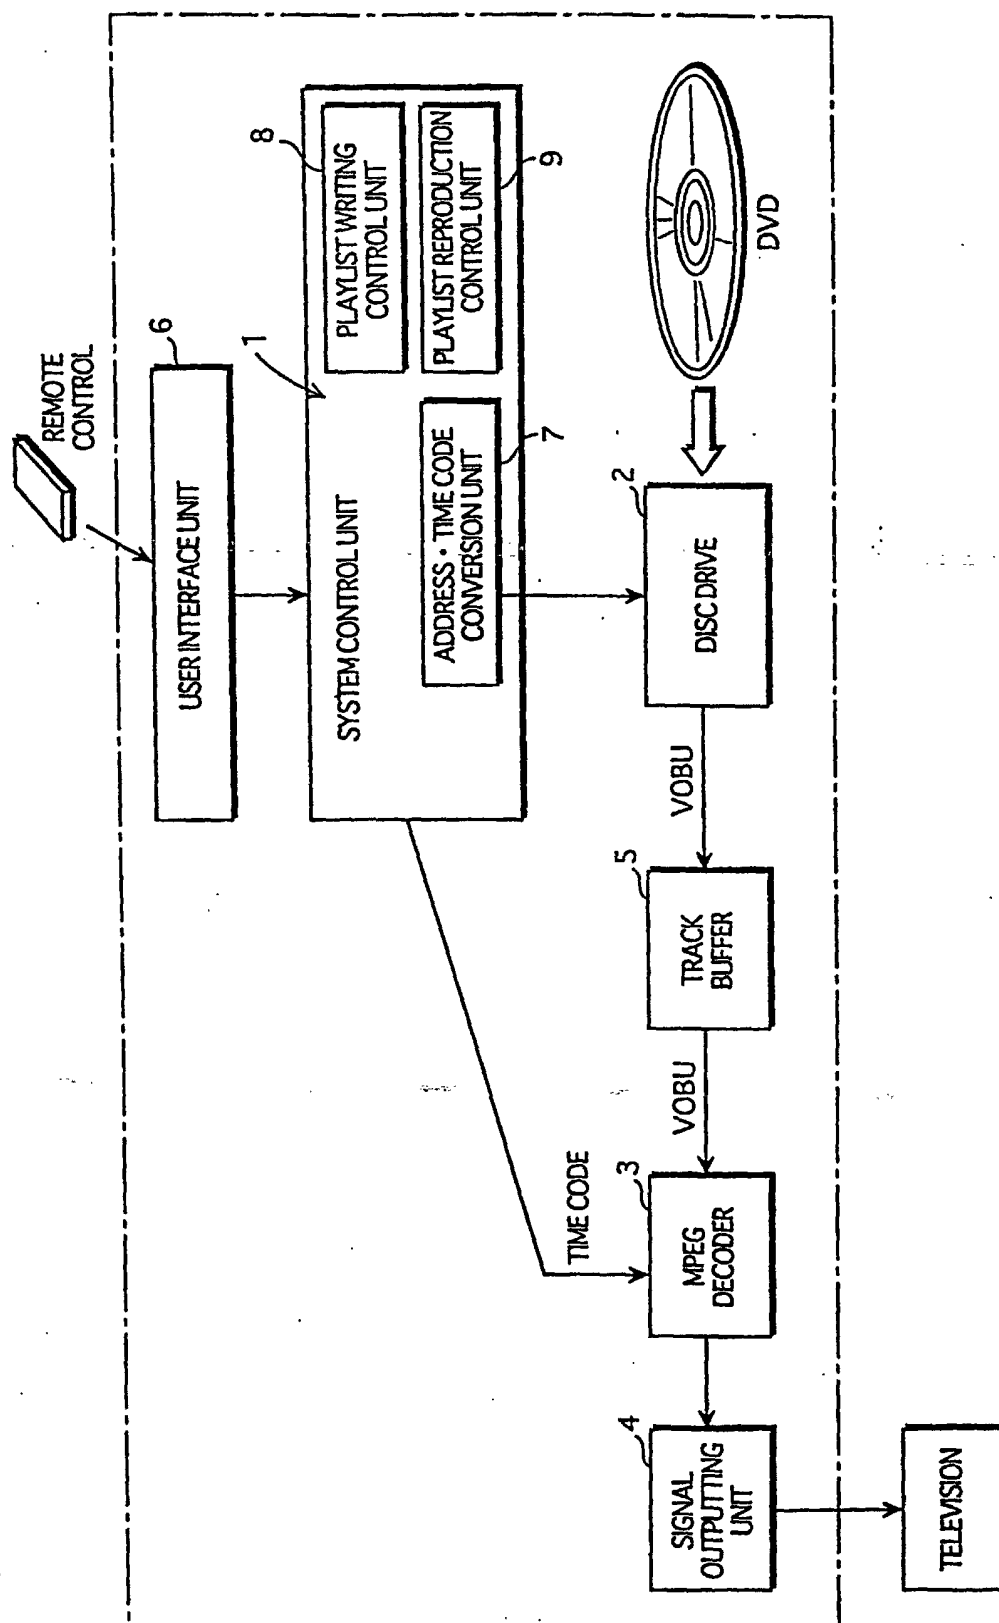 REMOTE
CONTROL
6
USER INTERFACE UNIT
1
SYSTEM CONTROL UNIT
8
PLAYLIST WRITING
CONTROL UNIT
PLAYLIST REPRODUCTION
CONTROL UNIT
9
ADDRESS・TIME CODE
CONVERSION UNIT
7
TIME CODE
4
SIGNAL
OUTPUTTING
UNIT
3
MPEG
DECODER
VOBU
5
TRACK
BUFFER
VOBU
2
DISC DRIVE
DVD
TELEVISION